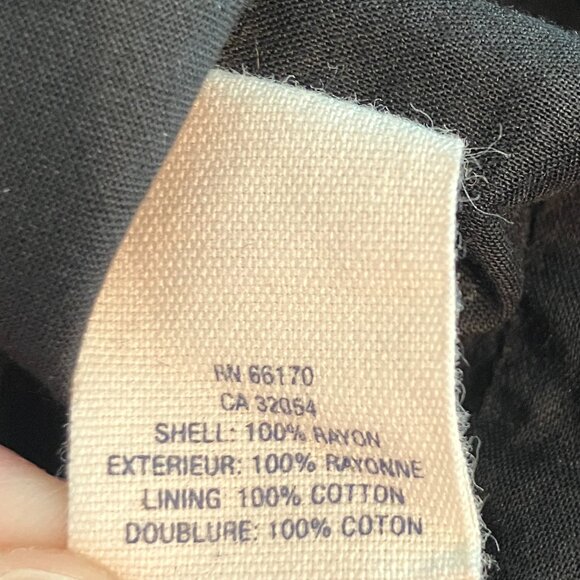 RN 66170
CA 32054
SHELL: 100% RAYON
EXTERIEUR: 100% RAYONNE
LINING 100% COTTON
DOUBLURE: 100% COTON